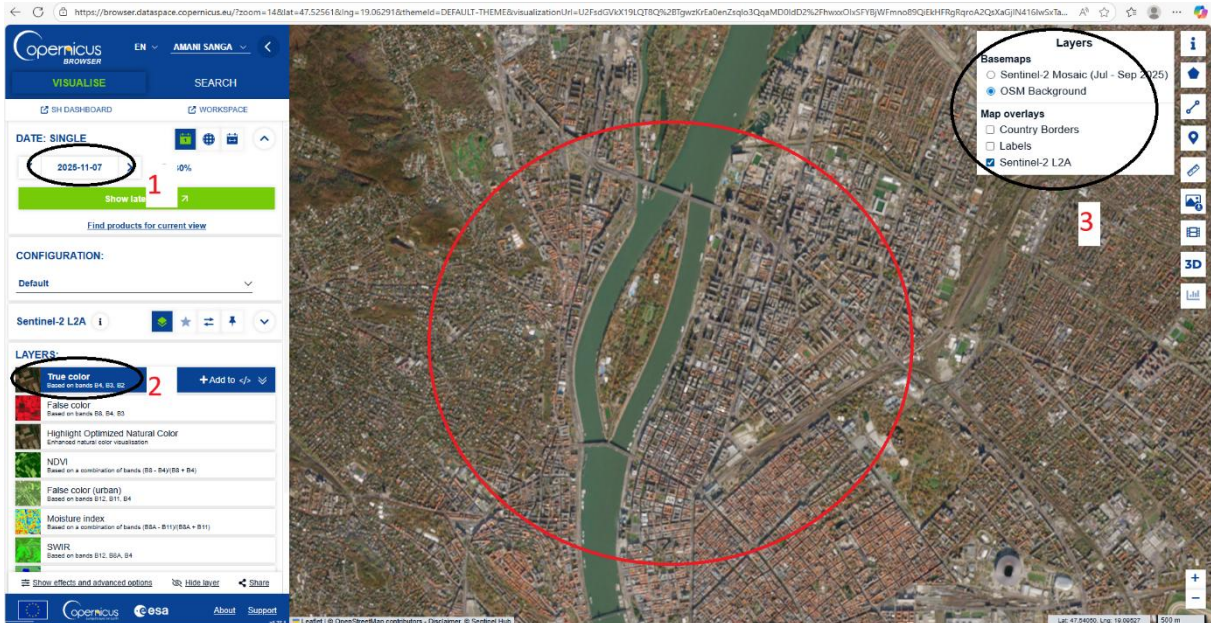 https://browser.dataspace.copernicus.eu/?zoom=14&lat=47.52561&lng=19.06291&themeId=DEFAULT-THEME&visualizationUrl=
opernicus
BROWSER
EN
AMANI SANGA
VISUALISE
SEARCH
SH DASHBOARD
WORKSPACE
DATE: SINGLE
2025-11-07
1
Show late
Find products for current view
CONFIGURATION:
Default
Sentinel-2 L2A
LAYERS:
True color
Based on bands B4, B3, B2
2
+ Add to </>
False color
Based on bands B8, B4, B3
Highlight Optimized Natural Color
Enhanced natural color visualisation
NDVI
Based on a combination of bands (B8 - B4)/(B8 + B4)
False color (urban)
Based on bands B12, B11, B4
Moisture index
Based on a combination of bands (B8A - B11)/(B8A + B11)
SWIR
Based on bands B12, B8A, B4
Show effects and advanced options
Hide layer
Share
opernicus
esa
About
Support
Layers
Basemaps
Sentinel-2 Mosaic (Jul - Sep 2025)
OSM Background
Map overlays
Country Borders
Labels
Sentinel-2 L2A
3
3D
Leaflet | © OpenStreetMap contributors - Disclaimer, © Sentinel Hub
Lat: 47.54050, Lng: 19.09527
500 m